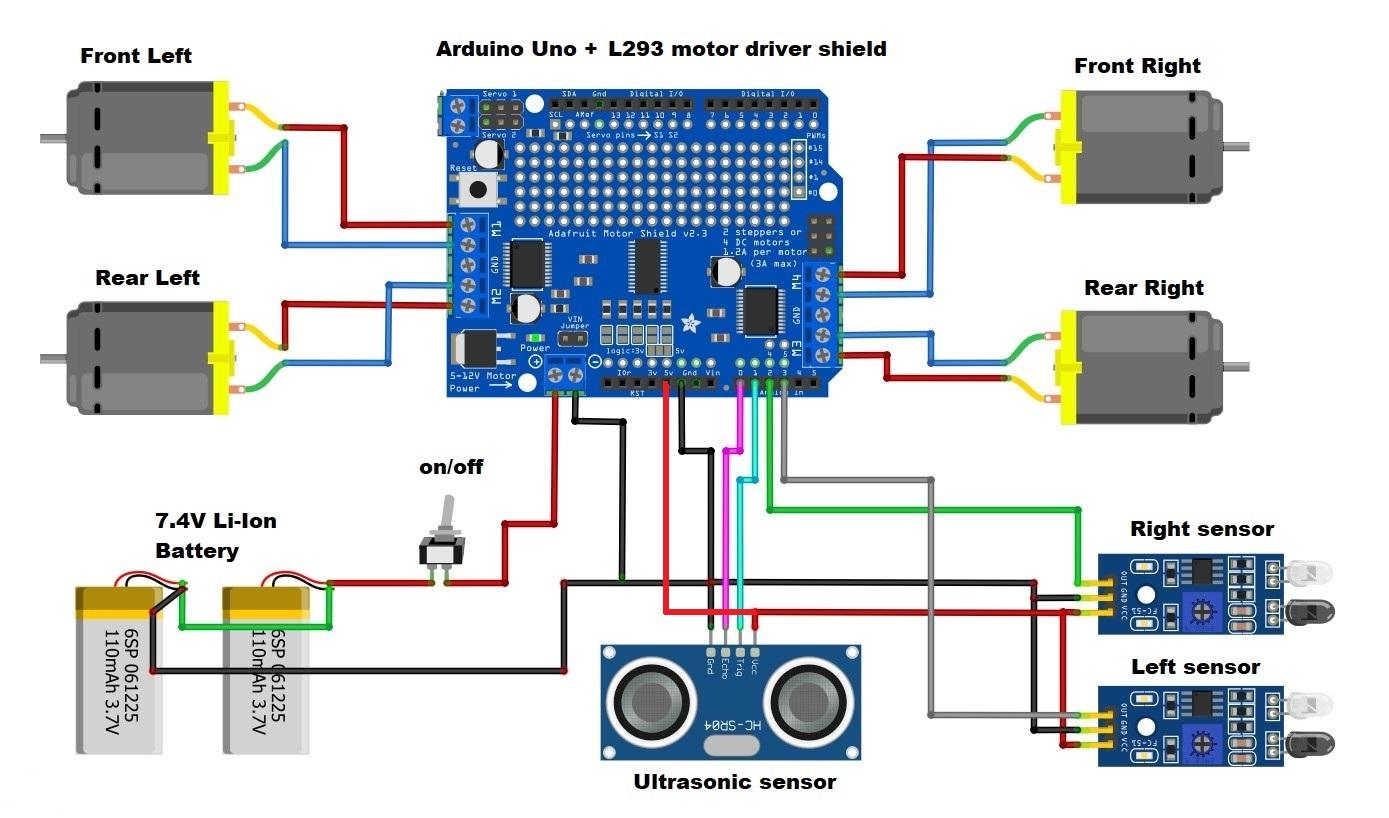 Arduino Uno + L293 motor driver shield
Front Left
Front Right
Servo 1
SDA Gnd Digital I/O Digital I/O
SCL ARef 13 12 11 10 9 8 7 6 5 4 3 2 1 0
Servo 2
Servo pins → S1 S2
PWMs
#15
#14
#1
#0
Reset
M1
GND
M2
Adafruit Motor Shield v2.3
2 steppers or
4 DC motors
1.2A per motor
(3A max)
M4
GND
M3
Rear Left
Rear Right
VIN
Jumper
Power
logic:3v 5v
4 5
+ −
5-12V Motor
Power →
IOr 3v 5v Gnd Vin 0 1 2 3 5
RST
on/off
7.4V Li-Ion
Battery
6SP 061225
110mAh 3.7V
6SP 061225
110mAh 3.7V
Right sensor
OUT
GND
VCC
FC-51
Left sensor
OUT
GND
VCC
FC-51
Gnd Echo Trig Vcc
HC-SR04
Ultrasonic sensor